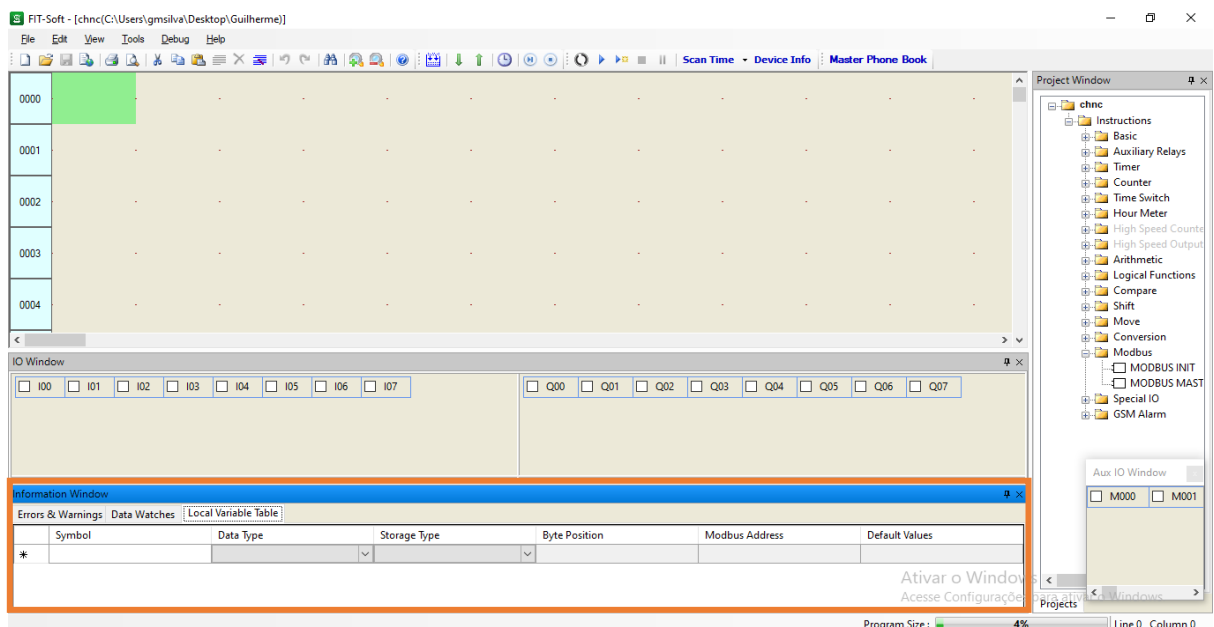 FIT-Soft - [chnc(C:\Users\gmsilva\Desktop\Guilherme)]
File Edit View Tools Debug Help
Scan Time Device Info Master Phone Book
0000
0001
0002
0003
0004
Project Window
chnc
Instructions
Basic
Auxiliary Relays
Timer
Counter
Time Switch
Hour Meter
High Speed Counte
High Speed Output
Arithmetic
Logical Functions
Compare
Shift
Move
Conversion
Modbus
MODBUS INIT
MODBUS MAST
Special IO
GSM Alarm
IO Window
I00 I01 I02 I03 I04 I05 I06 I07 Q00 Q01 Q02 Q03 Q04 Q05 Q06 Q07
Aux IO Window
M000 M001
Information Window
Errors & Warnings Data Watches Local Variable Table
Symbol Data Type Storage Type Byte Position Modbus Address Default Values
Ativar o Windows
Acesse Configurações para ativar o Windows.
Projects
Program Size : 4% Line 0 Column 0